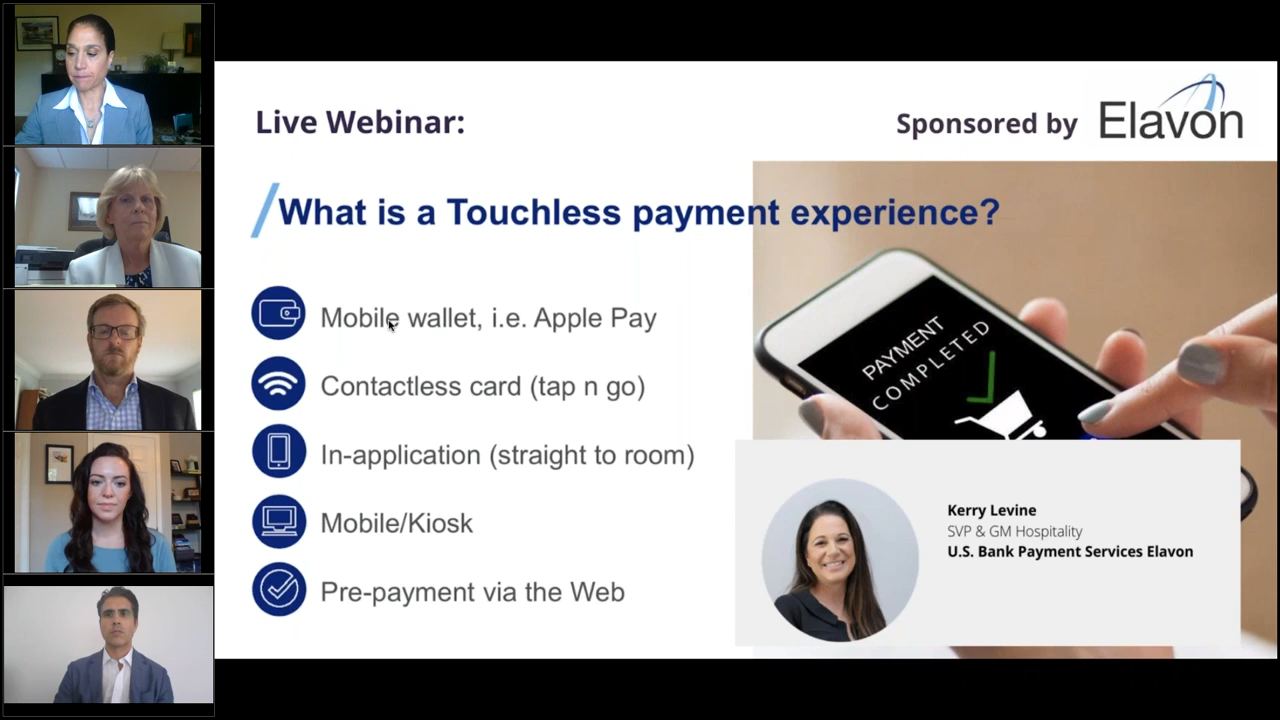 Live Webinar:
Sponsored by Elavon
What is a Touchless payment experience?
Mobile wallet, i.e. Apple Pay
Contactless card (tap n go)
In-application (straight to room)
Mobile/Kiosk
Pre-payment via the Web
PAYMENT
COMPLETED
Kerry Levine
SVP & GM Hospitality
U.S. Bank Payment Services Elavon